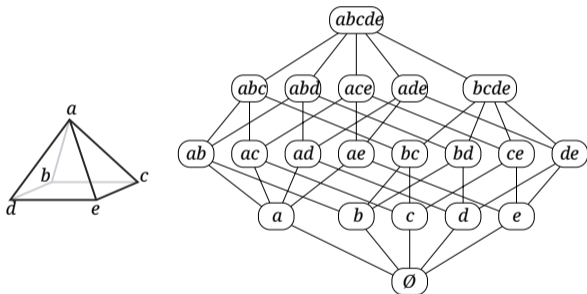 abcde
abc abd ace ade bcde
ab ac ad ae bc bd ce de
a b c d e
Ø
a
b c
d e